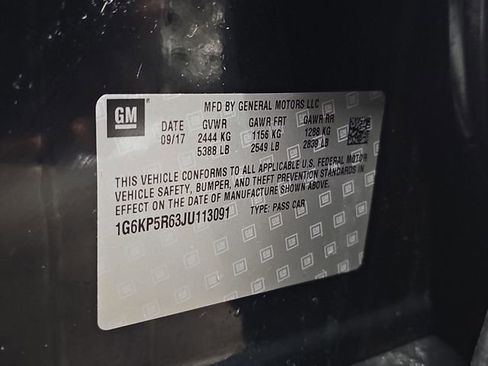 GM
MFD BY GENERAL MOTORS LLC
DATE GVWR GAWR FRT GAWR RR
09/17 2444 KG 1156 KG 1288 KG
5388 LB 2549 LB 2839 LB
THIS VEHICLE CONFORMS TO ALL APPLICABLE U.S. FEDERAL MOTOR
VEHICLE SAFETY, BUMPER, AND THEFT PREVENTION STANDARDS IN
EFFECT ON THE DATE OF MANUFACTURE SHOWN ABOVE.
1G6KP5R63JU113091 TYPE: PASS CAR